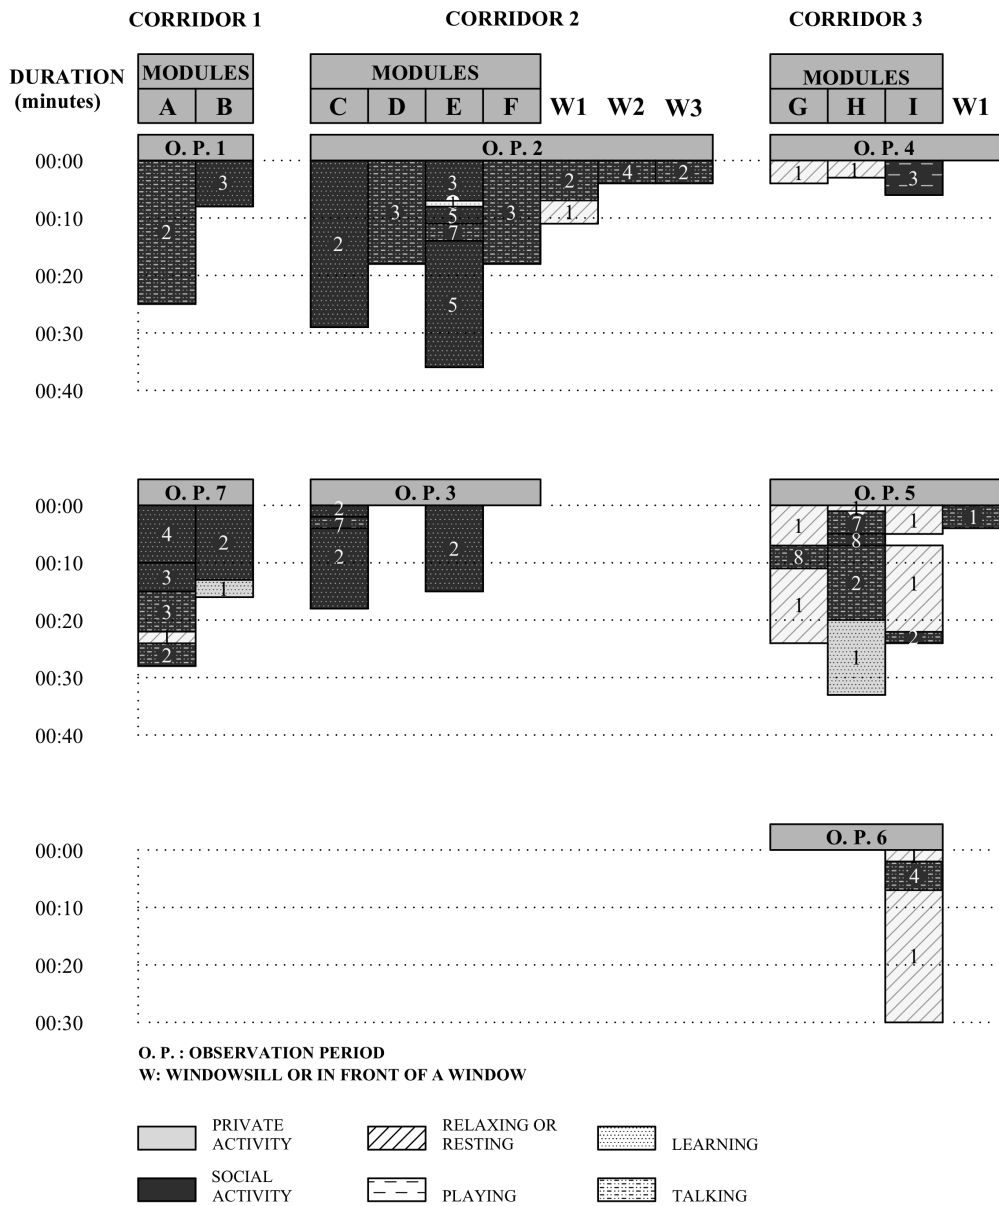 CORRIDOR 1 CORRIDOR 2 CORRIDOR 3
DURATION (minutes)
MODULES MODULES MODULES
A B C D E F W1 W2 W3 G H I W1
O. P. 1 O. P. 2 O. P. 4
00:00 3 3 2 4 2 1 1 3
2 3 1 5 3 1
00:10 7
2
00:20
5
00:30
00:40
O. P. 7 O. P. 3 O. P. 5
00:00 2 1 1
4 2 7 2 1 7 1
8
00:10 3 2 8
3 1 2 1
1 1
00:20
2 2
1
00:30
00:40
O. P. 6
00:00 1
4
00:10
1
00:20
00:30
O. P. : OBSERVATION PERIOD
W: WINDOWSILL OR IN FRONT OF A WINDOW
PRIVATE ACTIVITY
RELAXING OR RESTING
LEARNING
SOCIAL ACTIVITY
PLAYING
TALKING